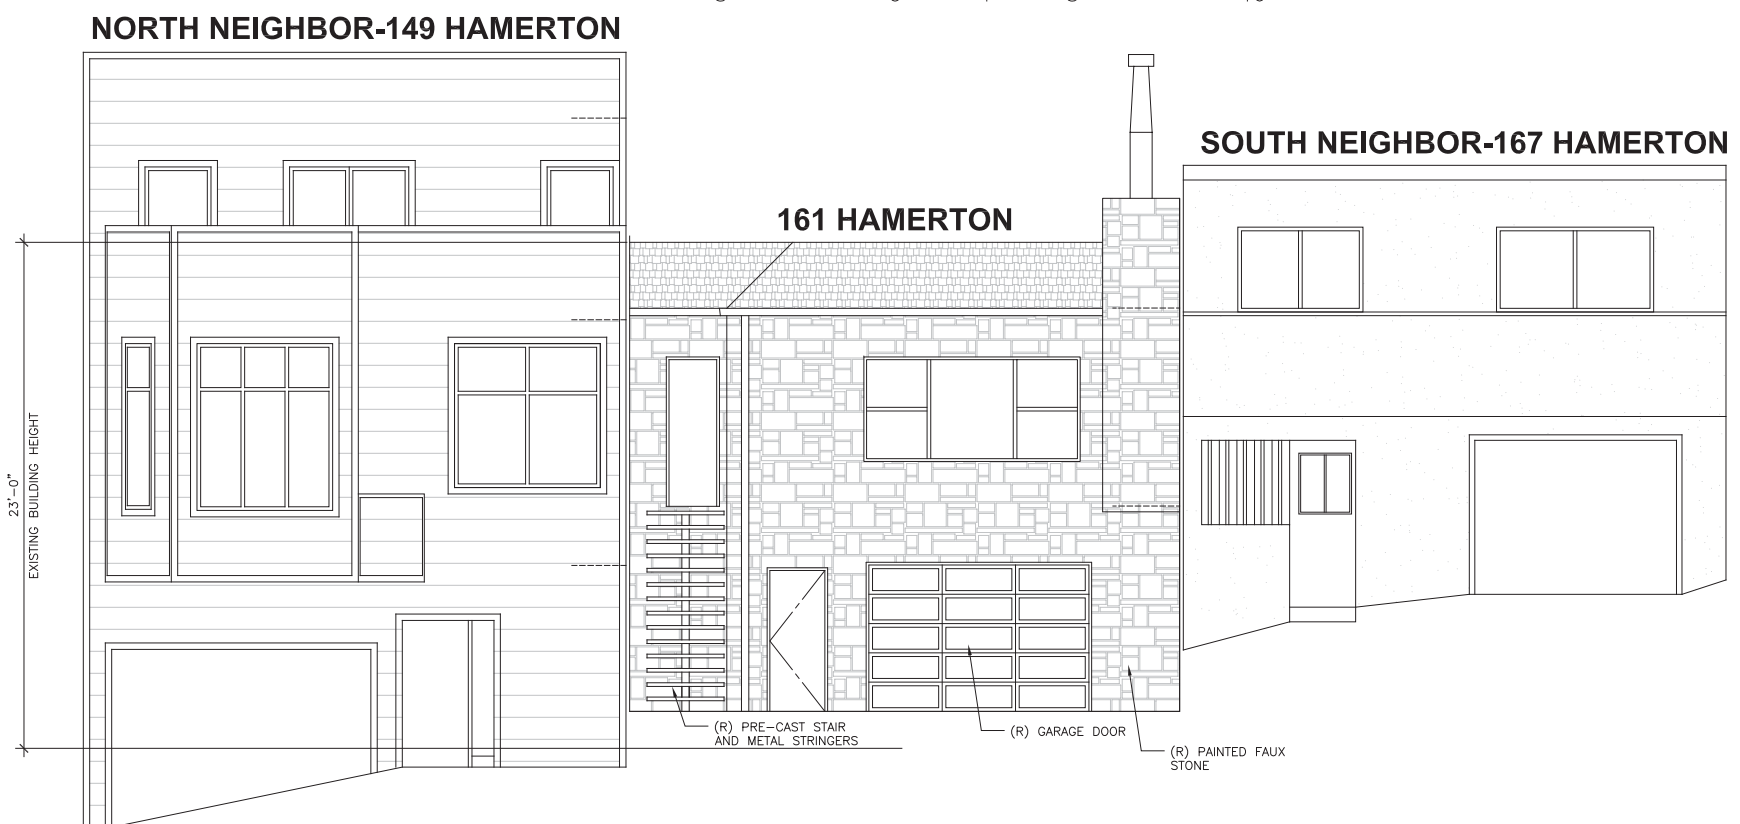 NORTH NEIGHBOR-149 HAMERTON
SOUTH NEIGHBOR-167 HAMERTON
161 HAMERTON
23'-0"
EXISTING BUILDING HEIGHT
(R) PRE-CAST STAIR
AND METAL STRINGERS
(R) GARAGE DOOR
(R) PAINTED FAUX
STONE